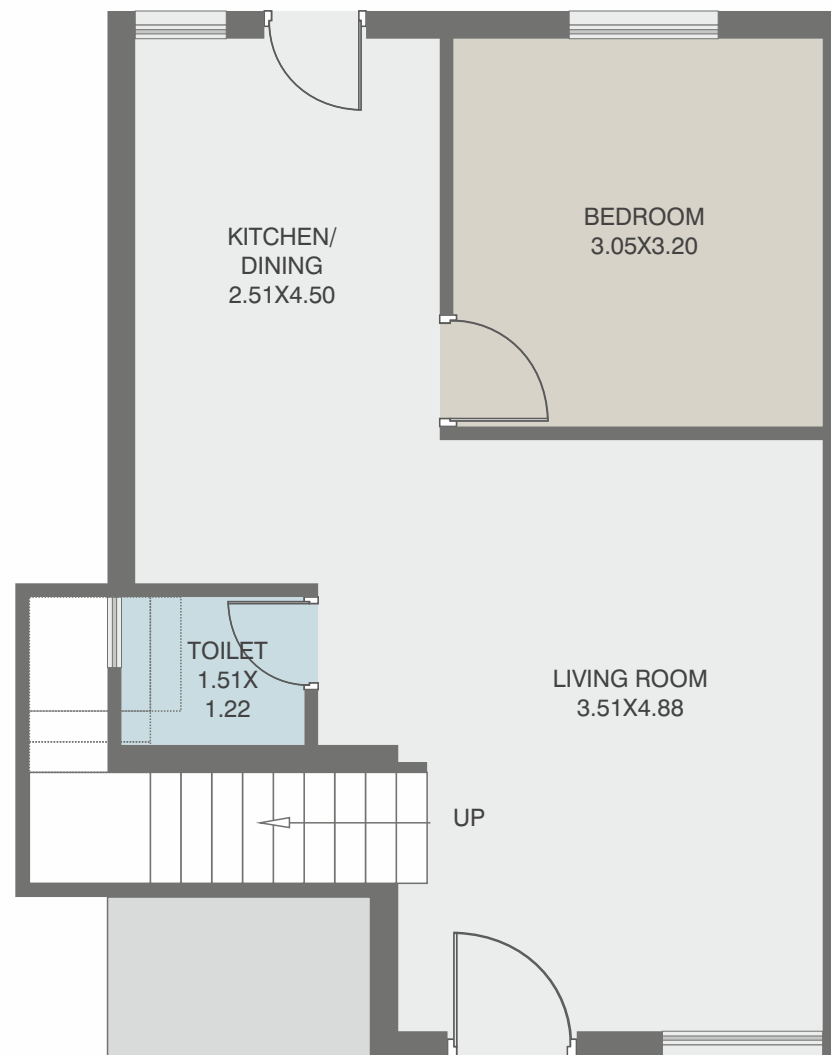 KITCHEN/
DINING
2.51X4.50
BEDROOM
3.05X3.20
TOILET
1.51X
1.22
LIVING ROOM
3.51X4.88
UP